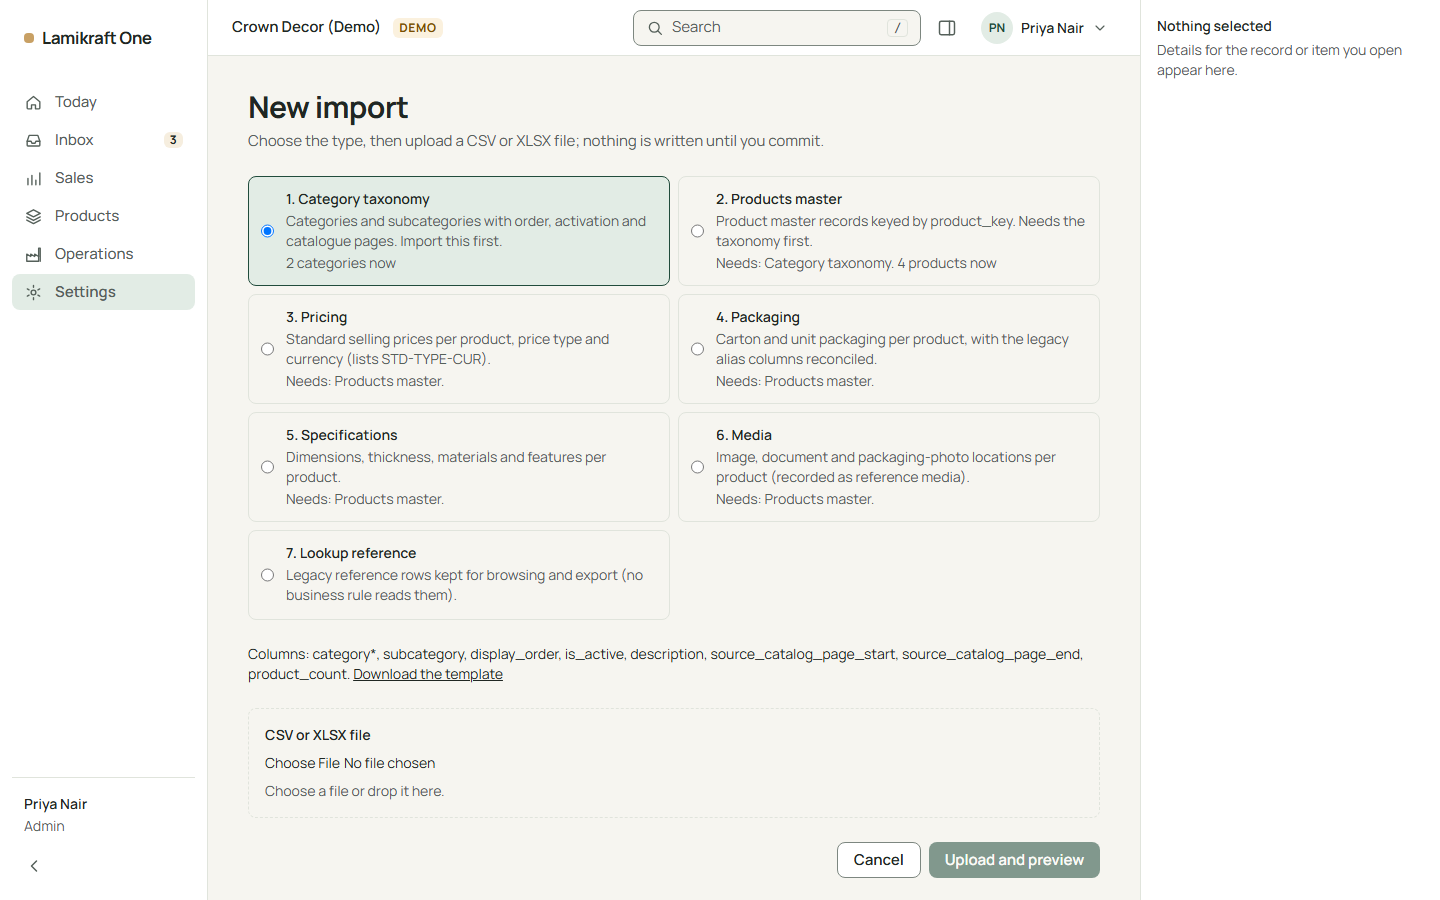 Lamikraft One
Today
Inbox 3
Sales
Products
Operations
Settings
Priya Nair
Admin
Crown Decor (Demo) DEMO
Search /
PN Priya Nair
New import
Choose the type, then upload a CSV or XLSX file; nothing is written until you commit.
1. Category taxonomy
Categories and subcategories with order, activation and
catalogue pages. Import this first.
2 categories now
2. Products master
Product master records keyed by product_key. Needs the
taxonomy first.
Needs: Category taxonomy. 4 products now
3. Pricing
Standard selling prices per product, price type and
currency (lists STD-TYPE-CUR).
Needs: Products master.
4. Packaging
Carton and unit packaging per product, with the legacy
alias columns reconciled.
Needs: Products master.
5. Specifications
Dimensions, thickness, materials and features per
product.
Needs: Products master.
6. Media
Image, document and packaging-photo locations per
product (recorded as reference media).
Needs: Products master.
7. Lookup reference
Legacy reference rows kept for browsing and export (no
business rule reads them).
Columns: category*, subcategory, display_order, is_active, description, source_catalog_page_start, source_catalog_page_end,
product_count. Download the template
CSV or XLSX file
Choose File No file chosen
Choose a file or drop it here.
Cancel
Upload and preview
Nothing selected
Details for the record or item you open
appear here.